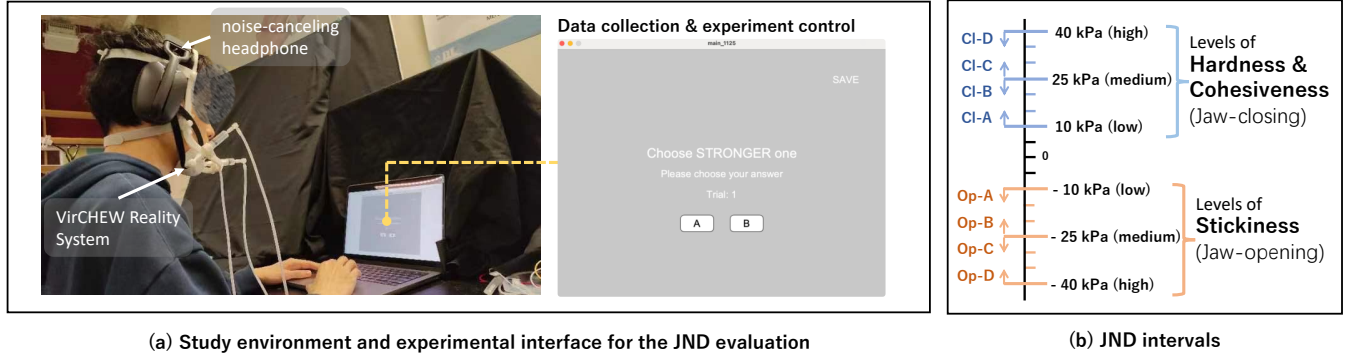 noise-canceling
headphone
VirCHEW Reality
System
Data collection & experiment control
main_1125
SAVE
Choose STRONGER one
Please choose your answer
Trial: 1
A B
(a) Study environment and experimental interface for the JND evaluation
Cl-D 40 kPa (high)
Cl-C
25 kPa (medium)
Cl-B
Cl-A
10 kPa (low)
0
Levels of
Hardness &
Cohesiveness
(Jaw-closing)
Op-A - 10 kPa (low)
Op-B
- 25 kPa (medium)
Op-C
Op-D
- 40 kPa (high)
Levels of
Stickiness
(Jaw-opening)
(b) JND intervals